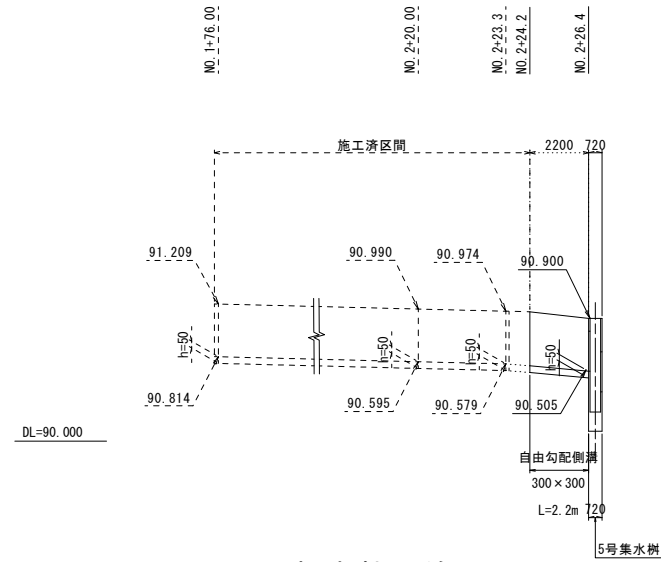 NO.1+76.00
NO.2+20.00
NO.2+23.3
NO.2+24.2
NO.2+26.4
施工済区間
2200
720
91.209
90.990
90.974
90.900
h=50
h=50
h=50
h=50
90.814
90.595
90.579
90.505
DL=90.000
自由勾配側溝
300×300
L=2.2m
720
5号集水桝